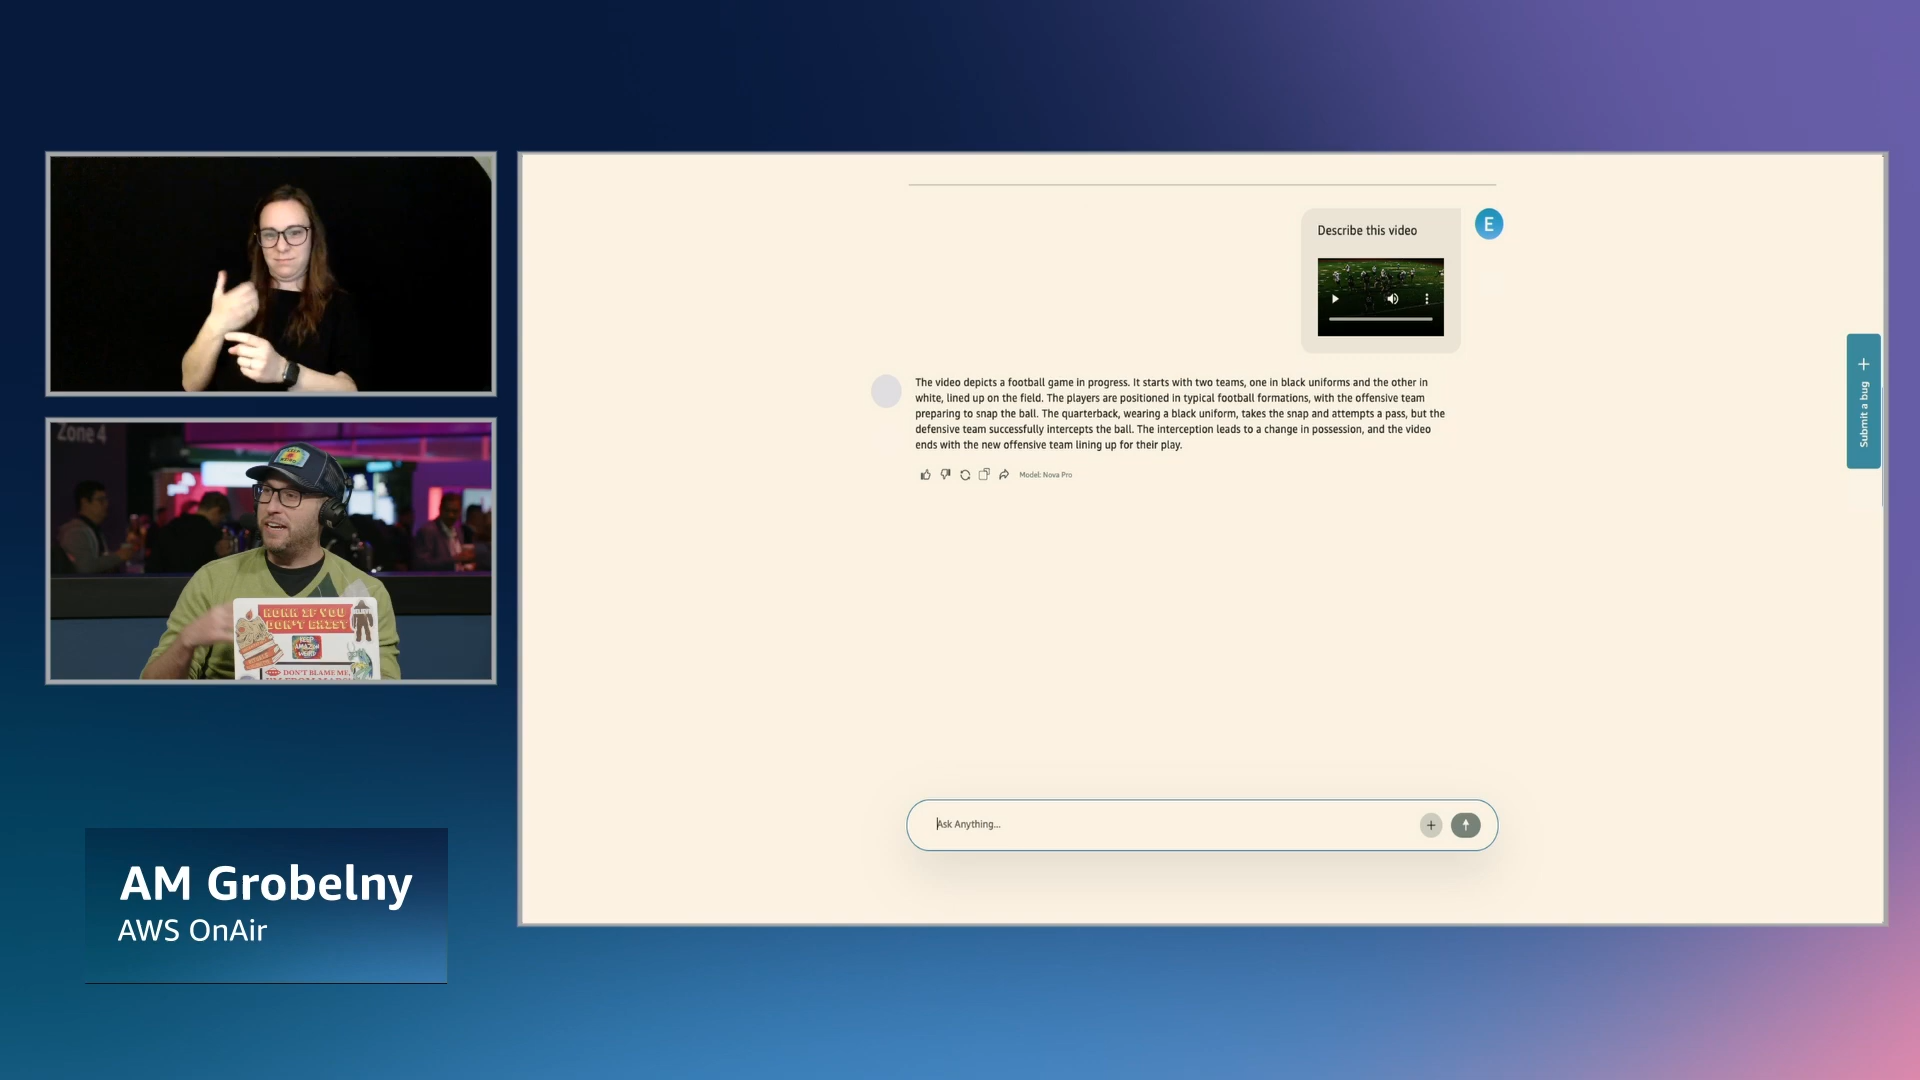 Zone 4
HONK IF YOU
DON'T EXIST
BELIEVE
KEEP
AMAZON
WEIRD
DON'T BLAME ME,
AM Grobelny
AWS OnAir
Describe this video
E
The video depicts a football game in progress. It starts with two teams, one in black uniforms and the other in
white, lined up on the field. The players are positioned in typical football formations, with the offensive team
preparing to snap the ball. The quarterback, wearing a black uniform, takes the snap and attempts a pass, but the
defensive team successfully intercepts the ball. The interception leads to a change in possession, and the video
ends with the new offensive team lining up for their play.
Model: Nova Pro
Submit a bug
Ask Anything...